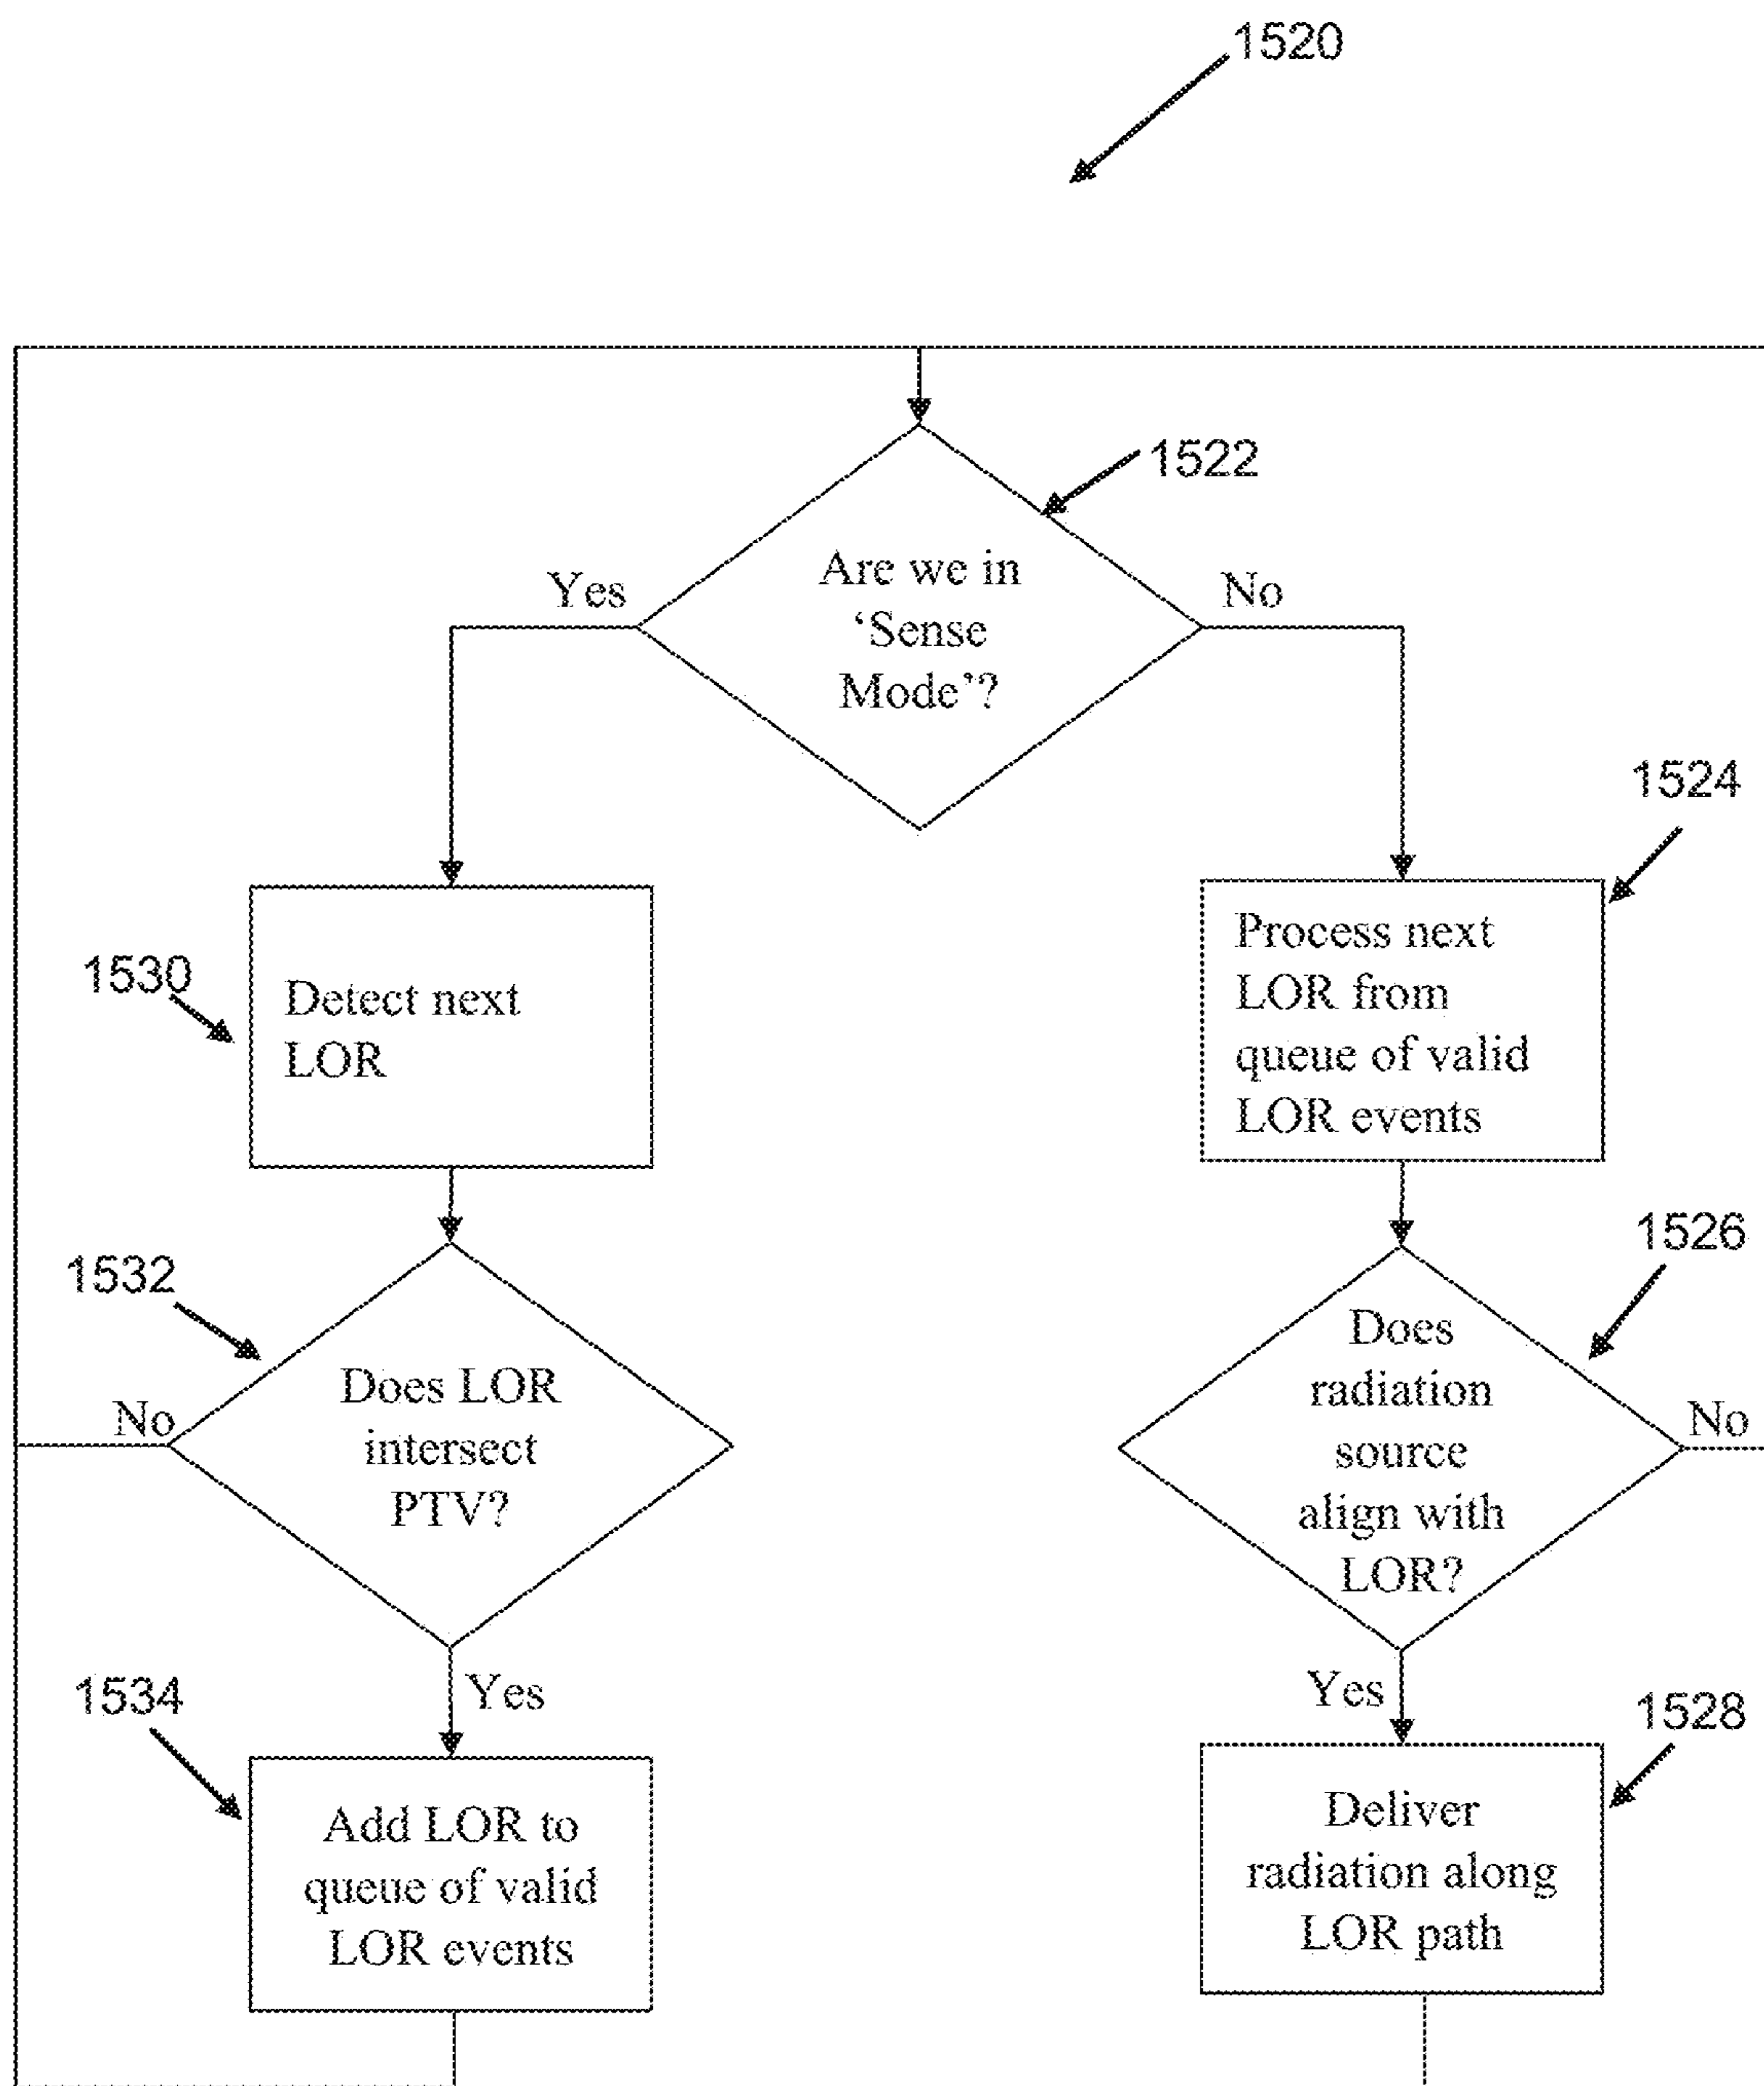 1520
1522
Are we in
‘Sense
Mode’?
Yes
No
1524
Process next
LOR from
queue of valid
LOR events
1530
Detect next
LOR
1526
Does
radiation
source
align with
LOR?
No
1532
Does LOR
intersect
PTV?
No
Yes
Yes
1534
Add LOR to
queue of valid
LOR events
1528
Deliver
radiation along
LOR path